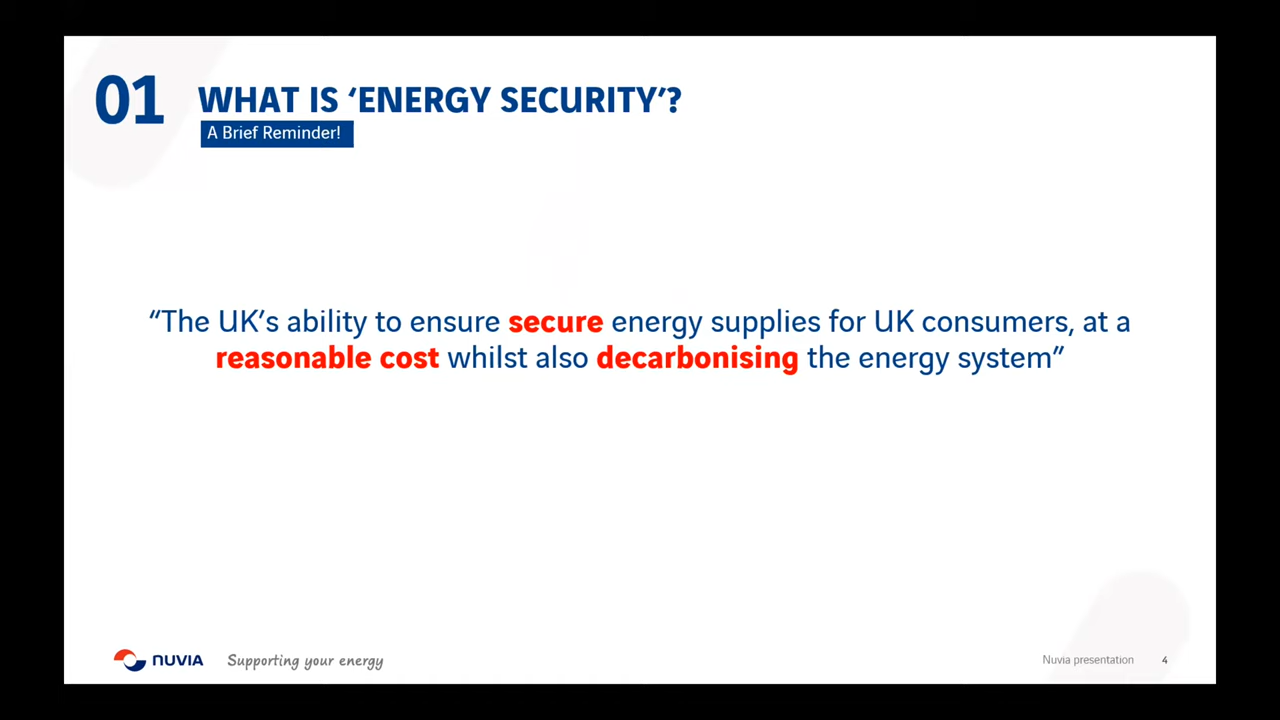 01
WHAT IS ‘ENERGY SECURITY’?
A Brief Reminder!
“The UK’s ability to ensure secure energy supplies for UK consumers, at a
reasonable cost whilst also decarbonising the energy system”
NUVIA
Supporting your energy
Nuvia presentation
4